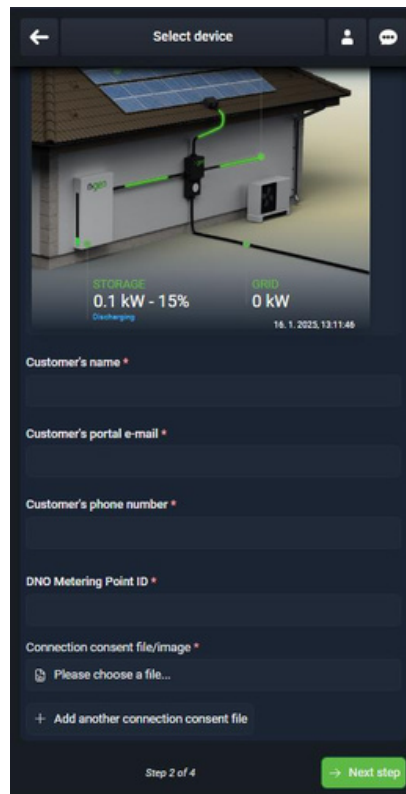 Select device
ngen
STORAGE
0.1 kW - 15%
Discharging
GRID
0 kW
16. 1. 2025, 13:11:46
Customer's name *
Customer's portal e-mail *
Customer's phone number *
DNO Metering Point ID *
Connection consent file/image *
Please choose a file...
+ Add another connection consent file
Step 2 of 4
→ Next step